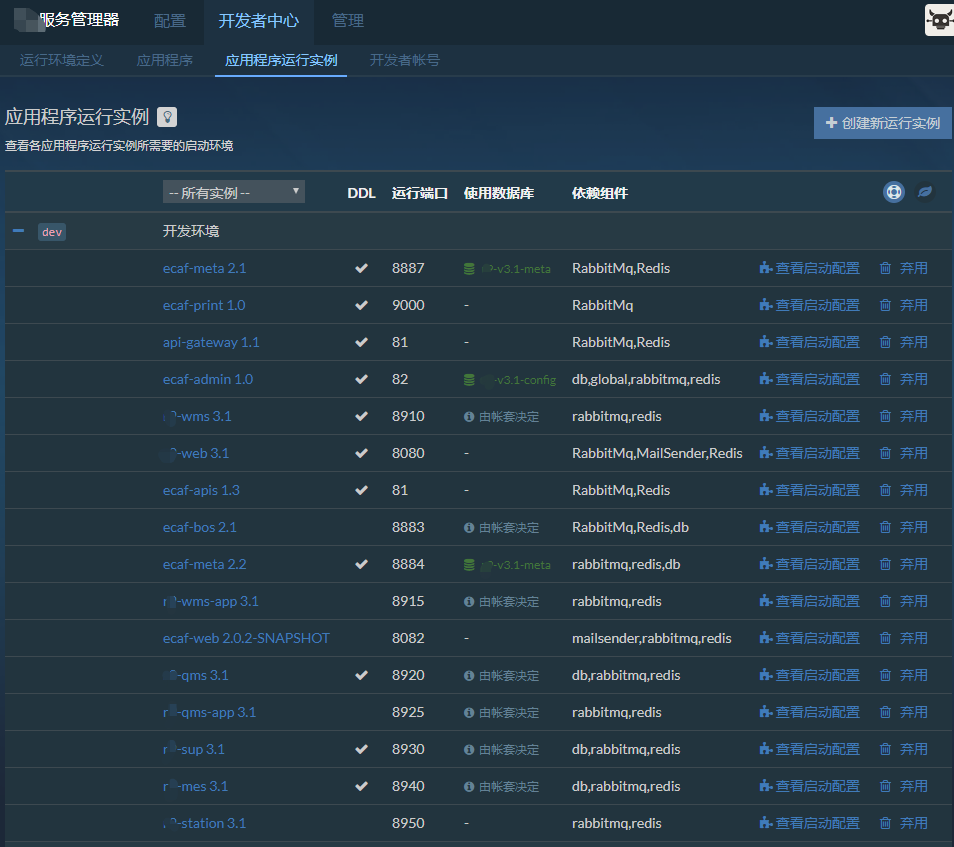 服务管理器 配置 开发者中心 管理
运行环境定义 应用程序 应用程序运行实例 开发者帐号
应用程序运行实例
创建新运行实例
查看各应用程序运行实例所需要的启动环境
-- 所有实例 -- DDL 运行端口 使用数据库 依赖组件
dev 开发环境
ecaf-meta 2.1 8887 -v3.1-meta RabbitMq,Redis 查看启动配置 弃用
ecaf-print 1.0 9000 - RabbitMq 查看启动配置 弃用
api-gateway 1.1 81 - RabbitMq,Redis 查看启动配置 弃用
ecaf-admin 1.0 82 -v3.1-config db,global,rabbitmq,redis 查看启动配置 弃用
-wms 3.1 8910 由帐套决定 rabbitmq,redis 查看启动配置 弃用
-web 3.1 8080 - RabbitMq,MailSender,Redis 查看启动配置 弃用
ecaf-apis 1.3 81 - RabbitMq,Redis 查看启动配置 弃用
ecaf-bos 2.1 8883 由帐套决定 RabbitMq,Redis,db 查看启动配置 弃用
ecaf-meta 2.2 8884 -v3.1-meta rabbitmq,redis,db 查看启动配置 弃用
-wms-app 3.1 8915 由帐套决定 rabbitmq,redis 查看启动配置 弃用
ecaf-web 2.0.2-SNAPSHOT 8082 - mailsender,rabbitmq,redis 查看启动配置 弃用
-qms 3.1 8920 由帐套决定 db,rabbitmq,redis 查看启动配置 弃用
-qms-app 3.1 8925 由帐套决定 rabbitmq,redis 查看启动配置 弃用
-sup 3.1 8930 由帐套决定 db,rabbitmq,redis 查看启动配置 弃用
-mes 3.1 8940 由帐套决定 db,rabbitmq,redis 查看启动配置 弃用
-station 3.1 8950 - rabbitmq,redis 查看启动配置 弃用